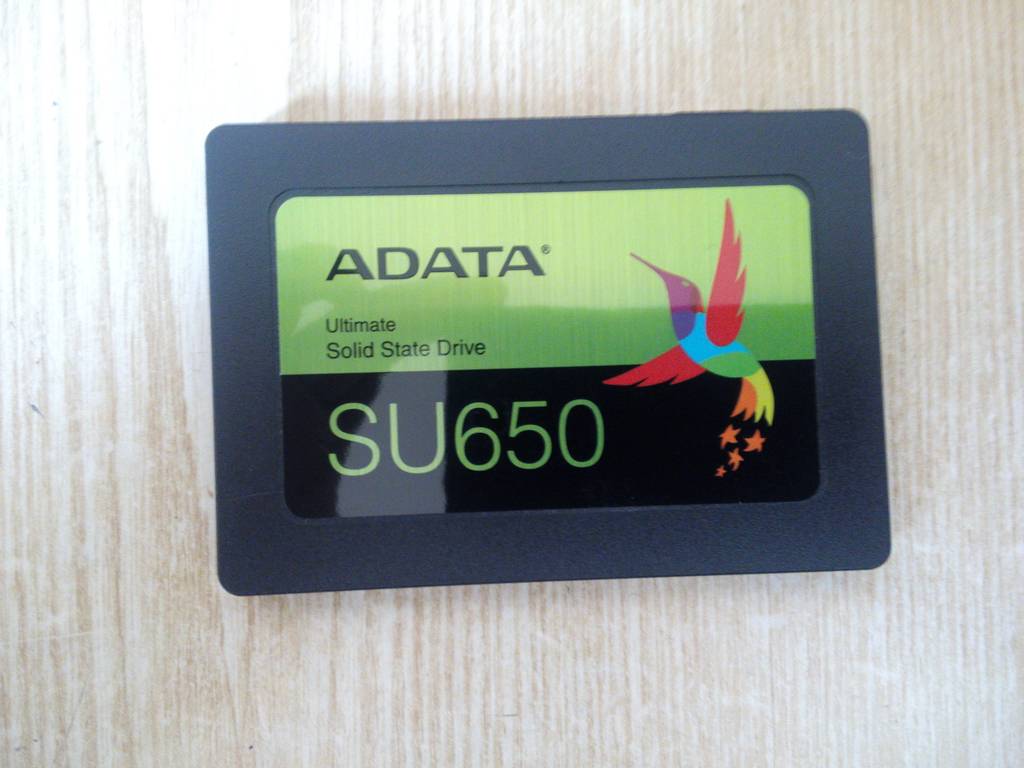 ADATA®
Ultimate
Solid State Drive
SU650